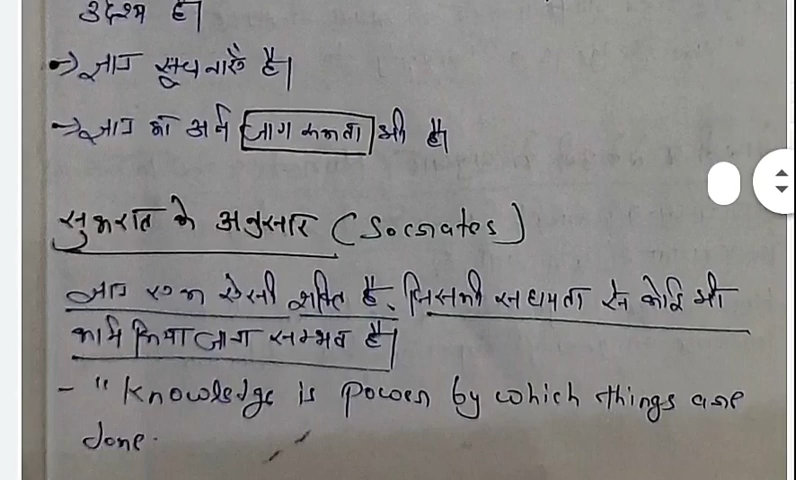 उद्देश्य है।
→ ज्ञान सूचनाएँ है।
→ ज्ञान का अर्थ जागरूकता भी है।
सुकरात के अनुसार (Socrates)
ज्ञान एक ऐसी शक्ति है, जिसकी सहायता से कोई भी
कार्य किया जाना सम्भव है।
- "Knowledge is power by which things are
done.